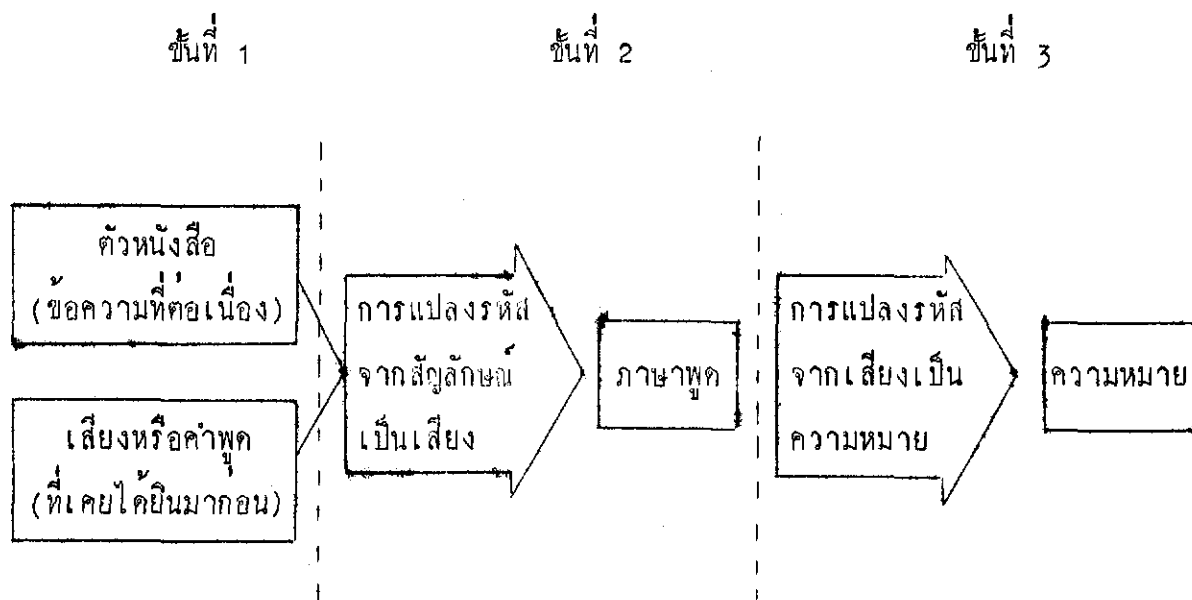 ขั้นที่ 1
ขั้นที่ 2
ขั้นที่ 3
ตัวหนังสือ
(ข้อความที่ต่อเนื่อง)
เสียงหรือคำพูด
(ที่เคยได้ยินมากอน)
การแปลงรหัส
จากสัญลักษณ์
เป็นเสียง
ภาษาพูด
การแปลงรหัส
จากเสียงเป็น
ความหมาย
ความหมาย